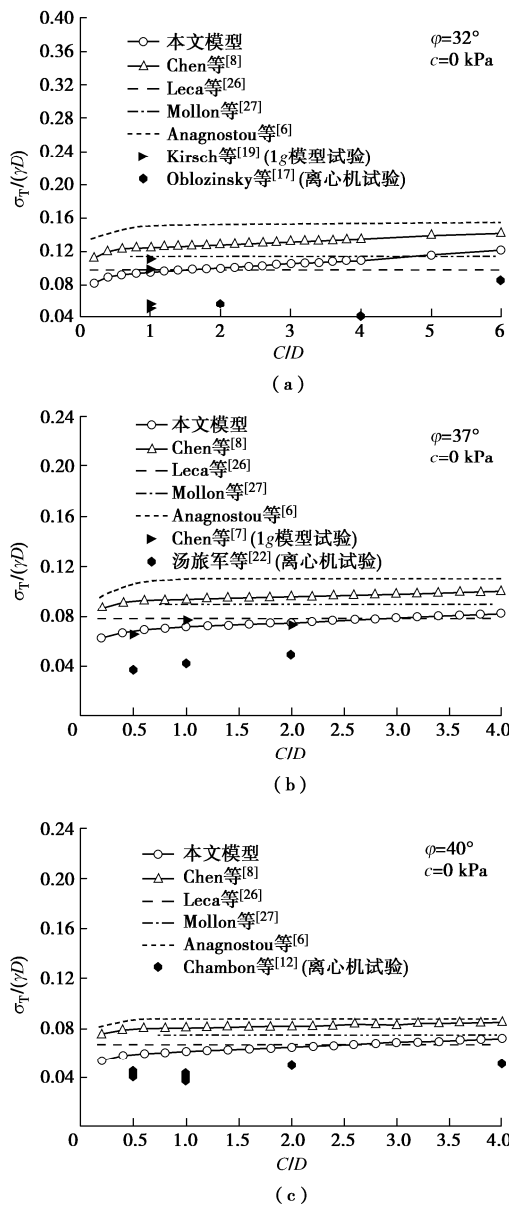 0.40
0.36
0.32
0.28
0.24
0.20
0.16
0.12
0.08
0.04
σT/(γD)
本文模型
Chen等[8]
Leca等[26]
Mollon等[27]
Anagnostou等[6]
Kirsch等[19](1g模型试验)
Oblozinsky等[17](离心机试验)
φ=32°
c=0 kPa
0 1 2 3 4 5 6
C/D
(a)
0.24
0.20
0.16
0.12
0.08
0.04
σT/(γD)
本文模型
Chen等[8]
Leca等[26]
Mollon等[27]
Anagnostou等[6]
Chen等[7](1g模型试验)
汤旅军等[22](离心机试验)
φ=37°
c=0 kPa
0 0.5 1.0 1.5 2.0 2.5 3.0 3.5 4.0
C/D
(b)
0.24
0.20
0.16
0.12
0.08
0.04
σT/(γD)
本文模型
Chen等[8]
Leca等[26]
Mollon等[27]
Anagnostou等[6]
Chambon等[12](离心机试验)
φ=40°
c=0 kPa
0 0.5 1.0 1.5 2.0 2.5 3.0 3.5 4.0
C/D
(c)